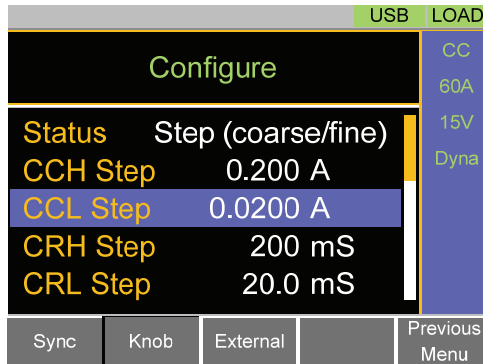 USB LOAD
Configure
CC
60A
15V
Dyna
Status Step (coarse/fine)
CCH Step 0.200 A
CCL Step 0.0200 A
CRH Step 200 mS
CRL Step 20.0 mS
Sync Knob External Previous
Menu